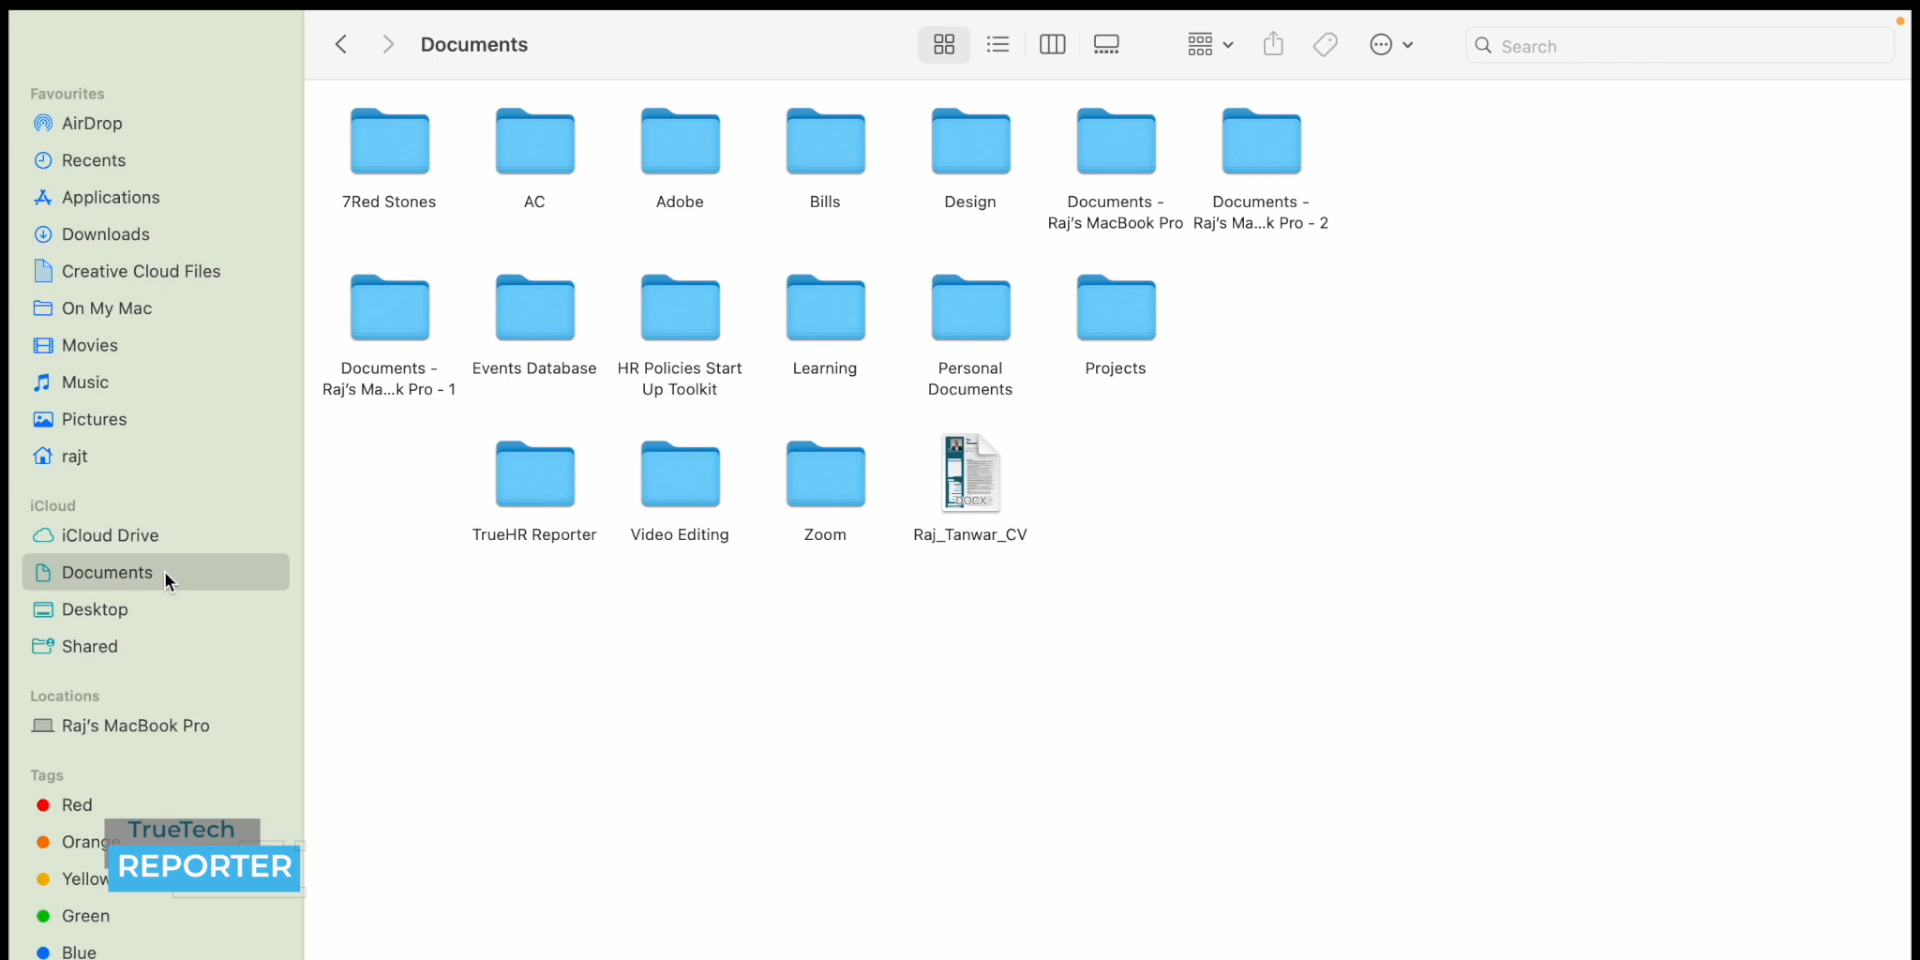 Documents
Search
Favourites
AirDrop
Recents
Applications
Downloads
Creative Cloud Files
On My Mac
Movies
Music
Pictures
rajt
iCloud
iCloud Drive
Documents
Desktop
Shared
Locations
Raj's MacBook Pro
Tags
Red
Orange
Yellow
Green
Blue
TrueTech
REPORTER
7Red Stones
AC
Adobe
Bills
Design
Documents -
Raj's MacBook Pro
Documents -
Raj's Ma...k Pro - 2
Documents -
Raj's Ma...k Pro - 1
Events Database
HR Policies Start
Up Toolkit
Learning
Personal
Documents
Projects
TrueHR Reporter
Video Editing
Zoom
DOCX
Raj_Tanwar_CV